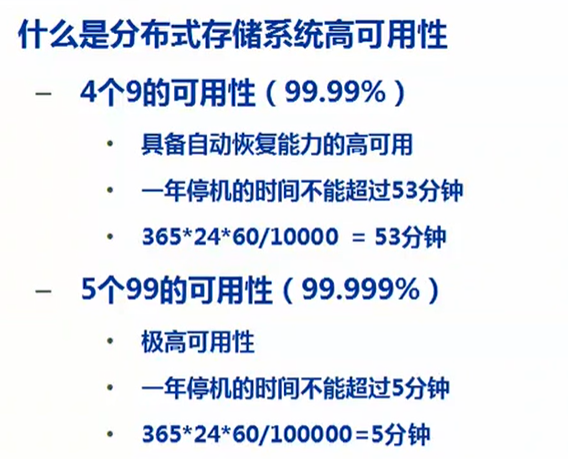 什么是分布式存储系统高可用性
– 4个9的可用性（99.99%）
• 具备自动恢复能力的高可用
• 一年停机的时间不能超过53分钟
• 365*24*60/10000 = 53分钟
– 5个99的可用性（99.999%）
• 极高可用性
• 一年停机的时间不能超过5分钟
• 365*24*60/100000=5分钟